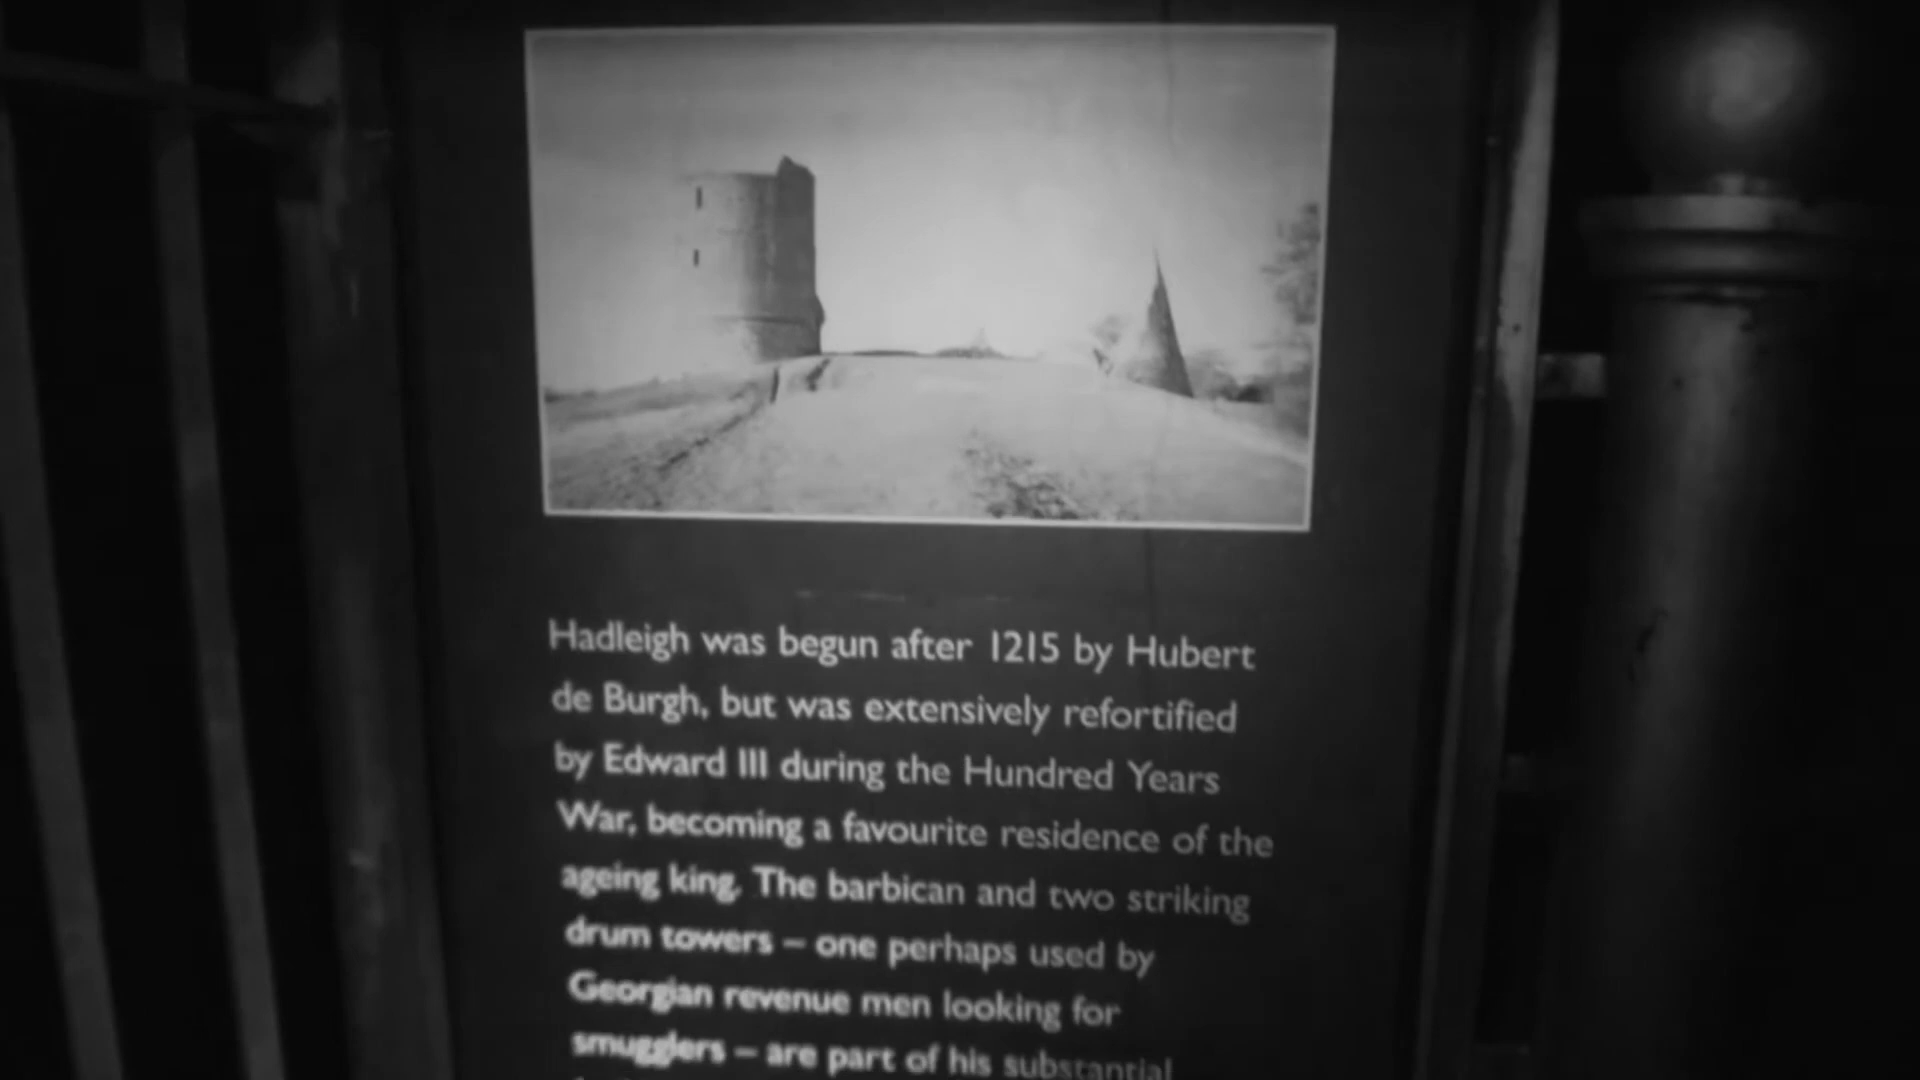 Hadleigh was begun after 1215 by Hubert
de Burgh, but was extensively refortified
by Edward III during the Hundred Years
War, becoming a favourite residence of the
ageing king. The barbican and two striking
drum towers – one perhaps used by
Georgian revenue men looking for
smugglers – are part of his substantial